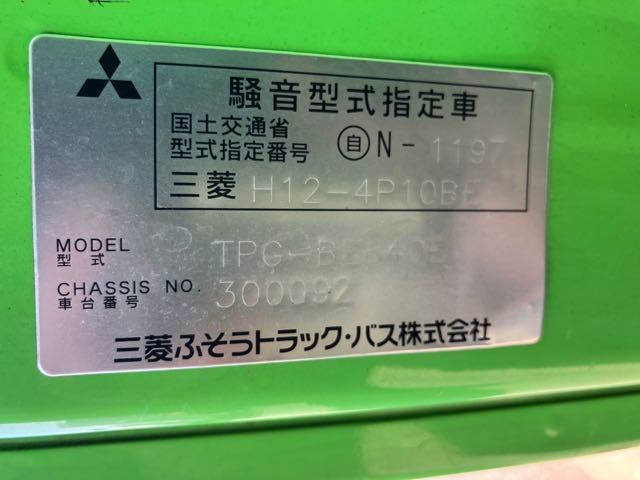 騒音型式指定車
国土交通省
型式指定番号 自 N-1197
三菱 H12-4P10BE
MODEL
型式
CHASSIS NO. 300092
車台番号
三菱ふそうトラック・バス株式会社